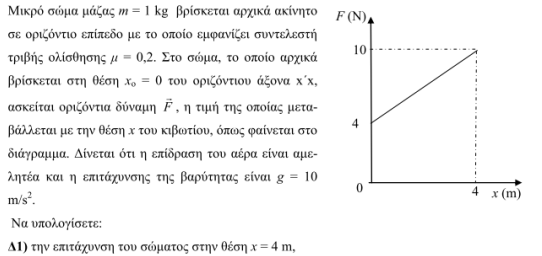 Μικρό σώμα μάζας m = 1 kg βρίσκεται αρχικά ακίνητο
σε οριζόντιο επίπεδο με το οποίο εμφανίζει συντελεστή
τριβής ολίσθησης μ = 0,2. Στο σώμα, το οποίο αρχικά
βρίσκεται στη θέση x₀ = 0 του οριζόντιου άξονα x΄x,
ασκείται οριζόντια δύναμη F⃗ , η τιμή της οποίας μετα-
βάλλεται με την θέση x του κιβωτίου, όπως φαίνεται στο
διάγραμμα. Δίνεται ότι η επίδραση του αέρα είναι αμε-
λητέα και η επιτάχυνση της βαρύτητας είναι g = 10
m/s².
Να υπολογίσετε:
Δ1) την επιτάχυνση του σώματος στην θέση x = 4 m,
F (N)
10
4
0
4 x (m)